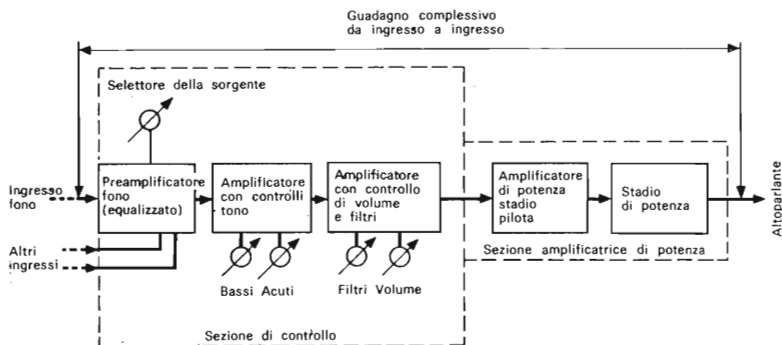 Guadagno complessivo
da ingresso a ingresso
Selettore della sorgente
Ingresso
fono
Preamplificatore
fono
(equalizzato)
Amplificatore
con controlli
tono
Amplificatore
con controllo
di volume
e filtri
Amplificatore
di potenza
stadio
pilota
Stadio
di potenza
Altoparlante
Altri
ingressi
Bassi Acuti
Filtri Volume
Sezione amplificatrice di potenza
Sezione di controllo